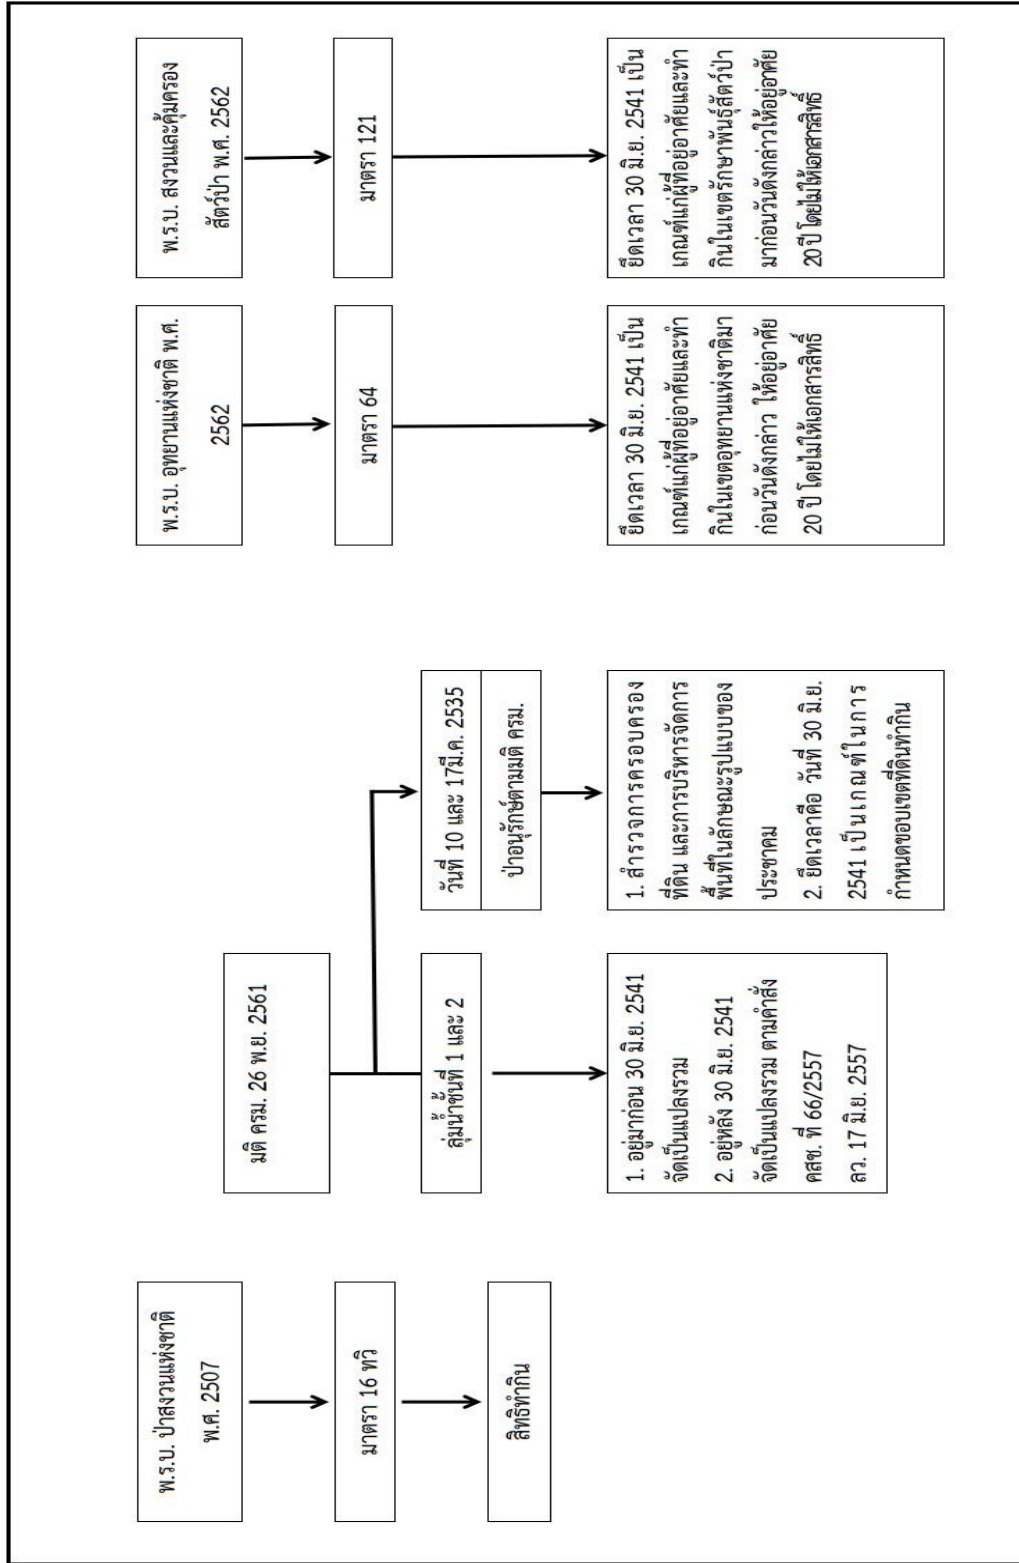 พ.ร.บ. ป่าสงวนแห่งชาติ
พ.ศ. 2507
มาตรา 16 ทวิ
สิทธิทำกิน
มติ ครม. 26 พ.ย. 2561
ลุ่มน้ำชั้นที่ 1 และ 2
1. อยู่มาก่อน 30 มิ.ย. 2541
จัดเป็นแปลงรวม
2. อยู่หลัง 30 มิ.ย. 2541
จัดเป็นแปลงรวม ตามคำสั่ง
คสช. ที่ 66/2557
ลว. 17 มิ.ย. 2557
วันที่ 10 และ 17มี.ค. 2535
ป่าอนุรักษ์ตามมติ ครม.
1. สำรวจการครอบครอง
ที่ดิน และการบริหารจัดการ
พื้นที่ในลักษณะรูปแบบของ
ประชาคม
2. ยึดเวลาคือ วันที่ 30 มิ.ย.
2541 เป็นเกณฑ์ในการ
กำหนดขอบเขตที่ดินทำกิน
พ.ร.บ. อุทยานแห่งชาติ พ.ศ.
2562
มาตรา 64
ยึดเวลา 30 มิ.ย. 2541 เป็น
เกณฑ์แก่ผู้ที่อยู่อาศัยและทำ
กินในเขตอุทยานแห่งชาติมา
ก่อนวันดังกล่าว ให้อยู่อาศัย
20 ปี โดยไม่ให้เอกสารสิทธิ์
พ.ร.บ. สงวนและคุ้มครอง
สัตว์ป่า พ.ศ. 2562
มาตรา 121
ยึดเวลา 30 มิ.ย. 2541 เป็น
เกณฑ์แก่ผู้ที่อยู่อาศัยและทำ
กินในเขตรักษาพันธุ์สัตว์ป่า
มาก่อนวันดังกล่าวให้อยู่อาศัย
20 ปี โดยไม่ให้เอกสารสิทธิ์